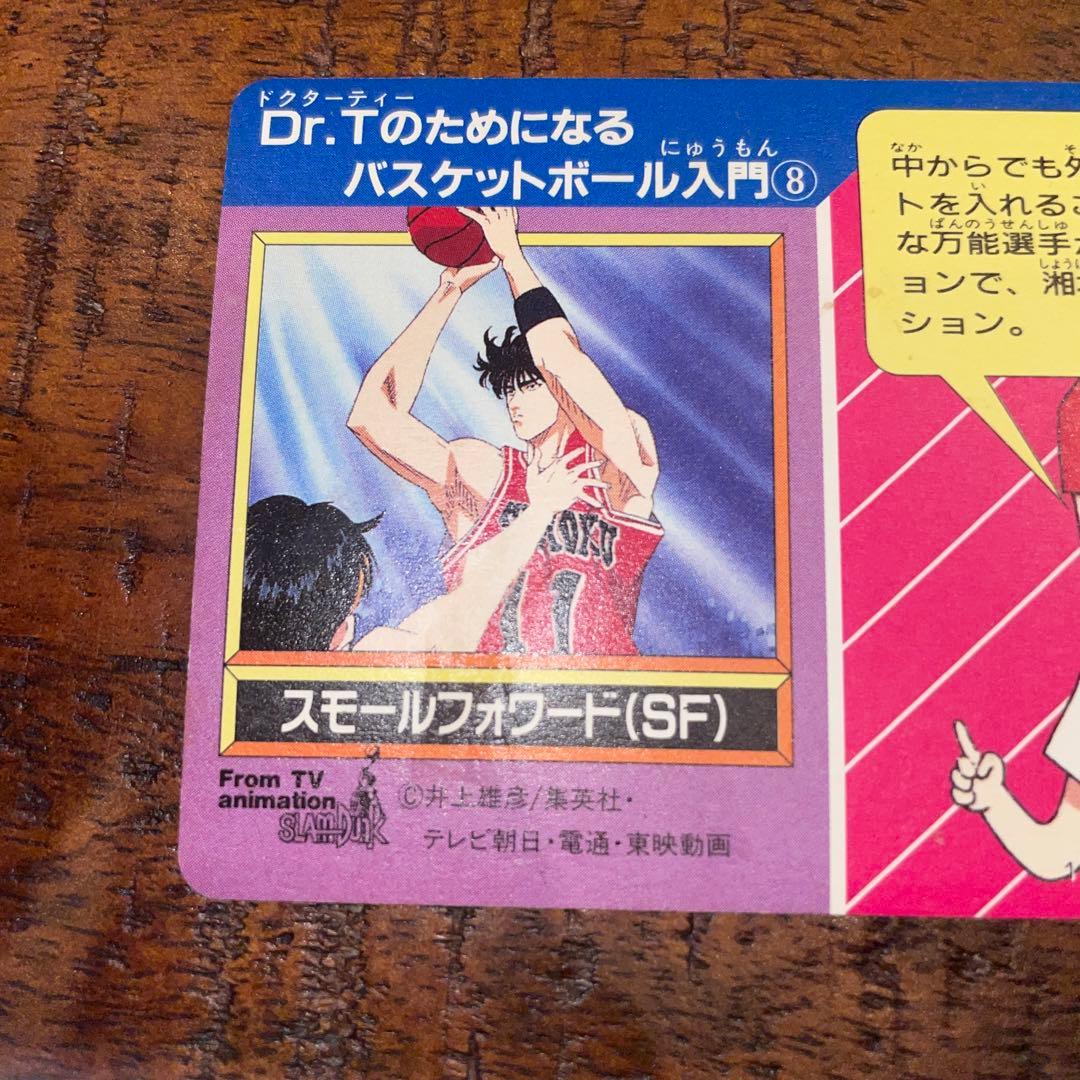 ドクターティー
Dr.Tのためになる
にゅうもん
バスケットボール入門⑧
なか
中からでも
い
トを入れるこ
ばんのうせんしゅ
な万能選手
ョンで、湘
ション。
11
スモールフォワード(SF)
From TV
animation
SLAM DUNK
©井上雄彦/集英社・
テレビ朝日・電通・東映動画